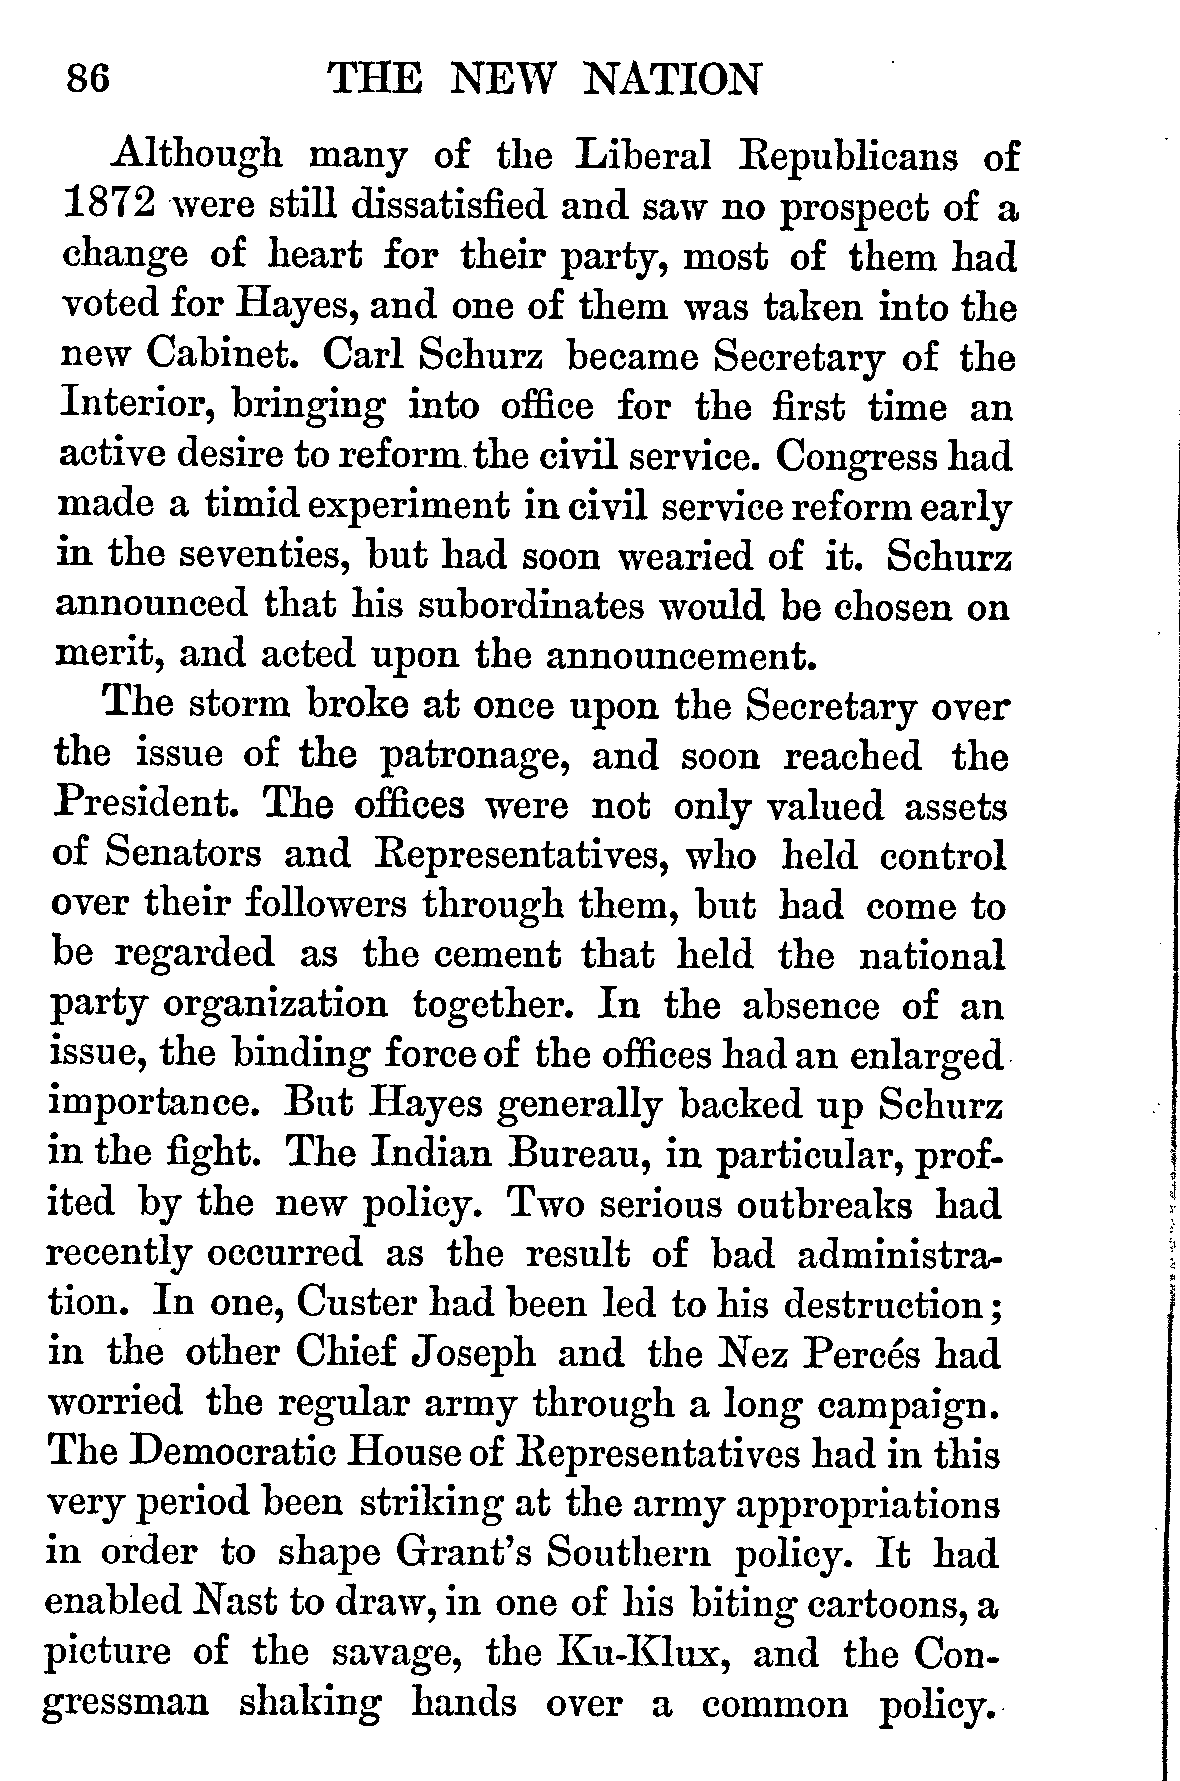 86 THE NEW NATION
Although many of the Liberal Republicans of
1872 were still dissatisfied and saw no prospect of a
change of heart for their party, most of them had
voted for Hayes, and one of them was taken into the
new Cabinet. Carl Schurz became Secretary of the
Interior, bringing into office for the first time an
active desire to reform the civil service. Congress had
made a timid experiment in civil service reform early
in the seventies, but had soon wearied of it. Schurz
announced that his subordinates would be chosen on
merit, and acted upon the announcement.
The storm broke at once upon the Secretary over
the issue of the patronage, and soon reached the
President. The offices were not only valued assets
of Senators and Representatives, who held control
over their followers through them, but had come to
be regarded as the cement that held the national
party organization together. In the absence of an
issue, the binding force of the offices had an enlarged
importance. But Hayes generally backed up Schurz
in the fight. The Indian Bureau, in particular, prof-
ited by the new policy. Two serious outbreaks had
recently occurred as the result of bad administra-
tion. In one, Custer had been led to his destruction;
in the other Chief Joseph and the Nez Percés had
worried the regular army through a long campaign.
The Democratic House of Representatives had in this
very period been striking at the army appropriations
in order to shape Grant's Southern policy. It had
enabled Nast to draw, in one of his biting cartoons, a
picture of the savage, the Ku-Klux, and the Con-
gressman shaking hands over a common policy.